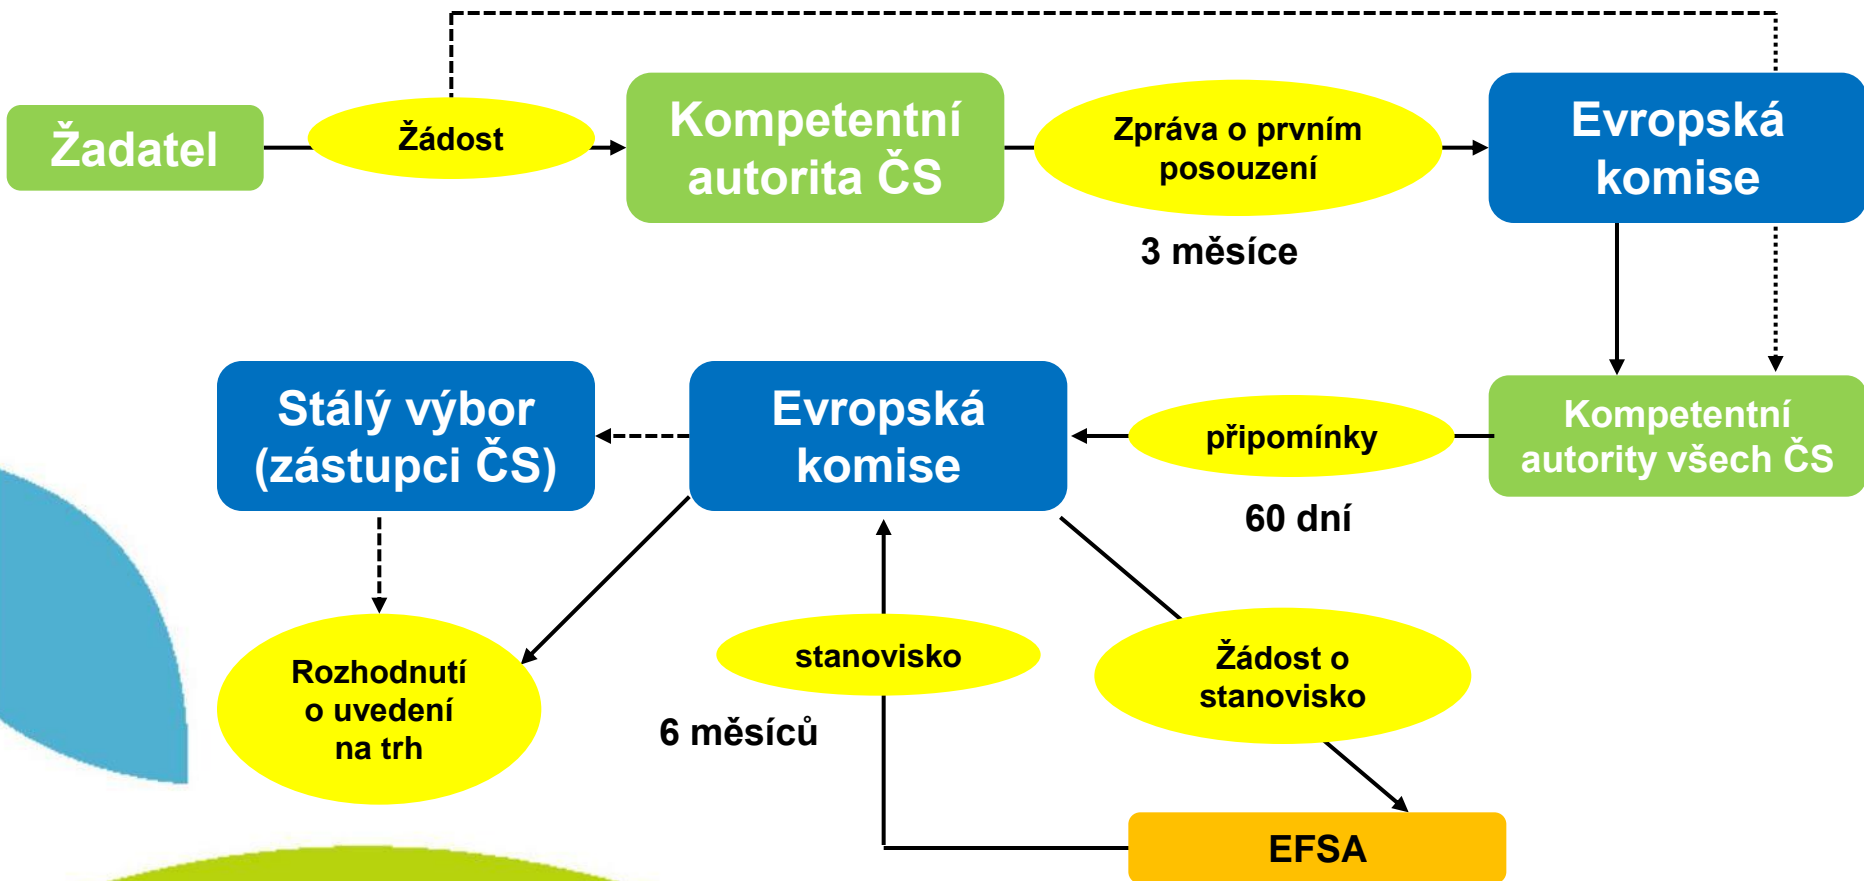 Žadatel
Žádost
Kompetentní
autorita ČS
Zpráva o prvním
posouzení
Evropská
komise
3 měsíce
Stálý výbor
(zástupci ČS)
Evropská
komise
připomínky
Kompetentní
autority všech ČS
60 dní
Rozhodnutí
o uvedení
na trh
stanovisko
Žádost o
stanovisko
6 měsíců
EFSA